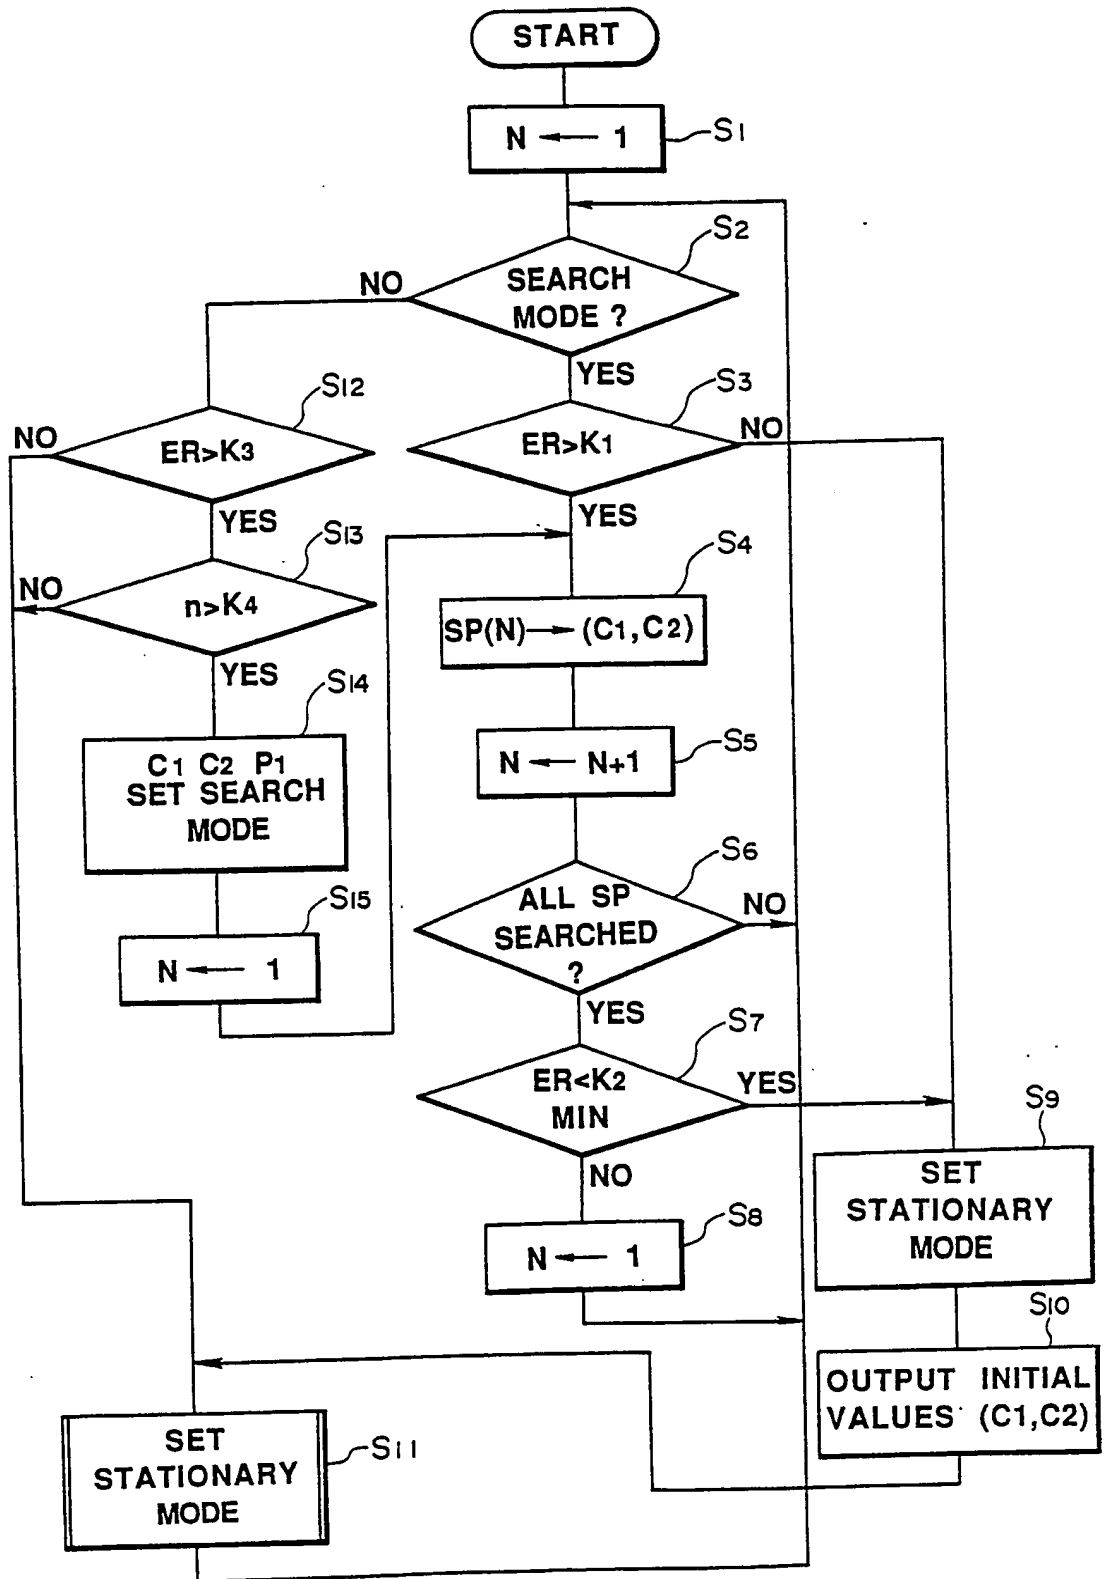 START
N ← 1
S1
S2
SEARCH
MODE ?
NO
YES
S3
ER>K1
NO
YES
S12
ER>K3
NO
YES
S13
n>K4
NO
YES
S14
C1 C2 P1
SET SEARCH
MODE
S15
N ← 1
S4
SP(N)→(C1,C2)
S5
N ← N+1
S6
ALL SP
SEARCHED
?
NO
YES
S7
ER<K2
MIN
YES
NO
S8
N ← 1
S9
SET
STATIONARY
MODE
S10
OUTPUT INITIAL
VALUES (C1,C2)
S11
SET
STATIONARY
MODE